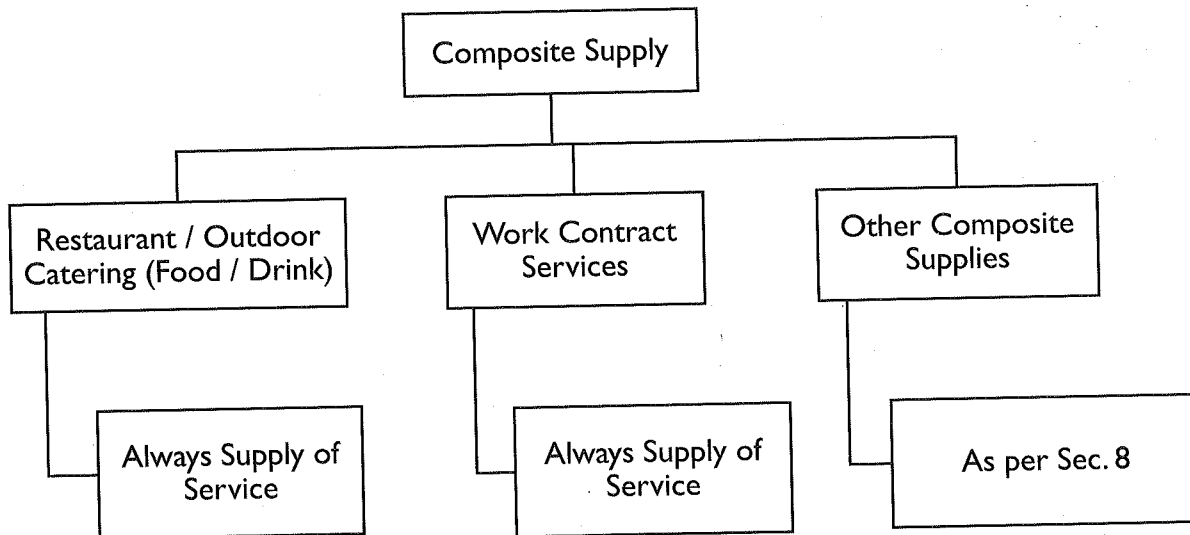 Composite Supply
Restaurant / Outdoor
Catering (Food / Drink)
Work Contract
Services
Other Composite
Supplies
Always Supply of
Service
Always Supply of
Service
As per Sec. 8